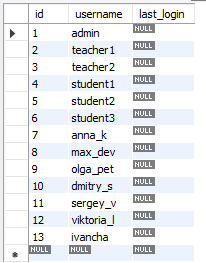 id username last_login
1 admin NULL
2 teacher1 NULL
3 teacher2 NULL
4 student1 NULL
5 student2 NULL
6 student3 NULL
7 anna_k NULL
8 max_dev NULL
9 olga_pet NULL
10 dmitry_s NULL
11 sergey_v NULL
12 viktoria_l NULL
13 ivancha NULL
NULL NULL NULL